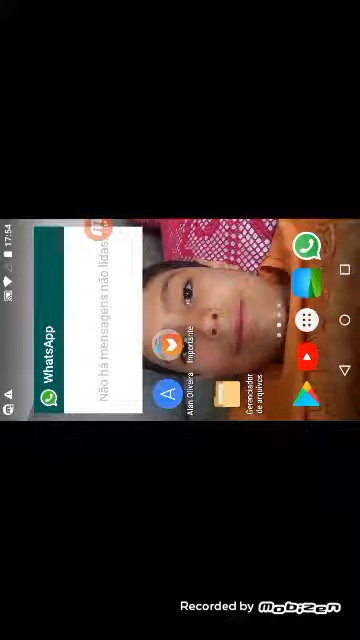 17:54
WhatsApp
Não há mensagens não lidas
Importante
Alan Oliveira
A
Gerenciador
de arquivos
Recorded by mobizen